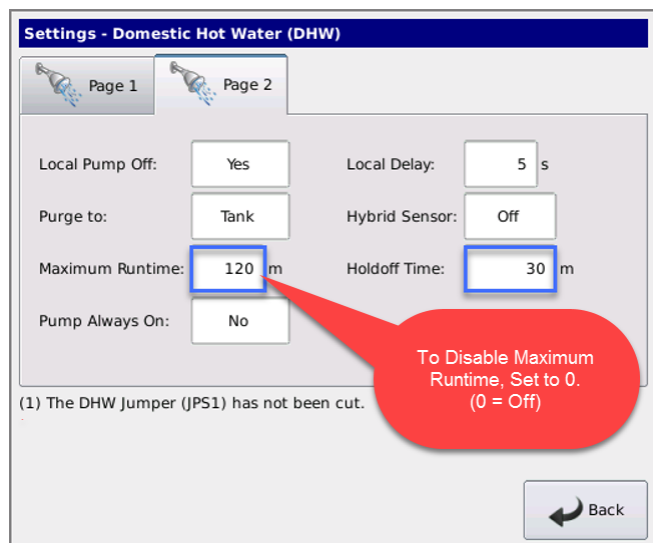 Settings - Domestic Hot Water (DHW)
Page 1
Page 2
Local Pump Off: Yes
Local Delay: 5 s
Purge to: Tank
Hybrid Sensor: Off
Maximum Runtime: 120 m
Holdoff Time: 30 m
Pump Always On: No
To Disable Maximum
Runtime, Set to 0.
(0 = Off)
(1) The DHW Jumper (JPS1) has not been cut.
Back